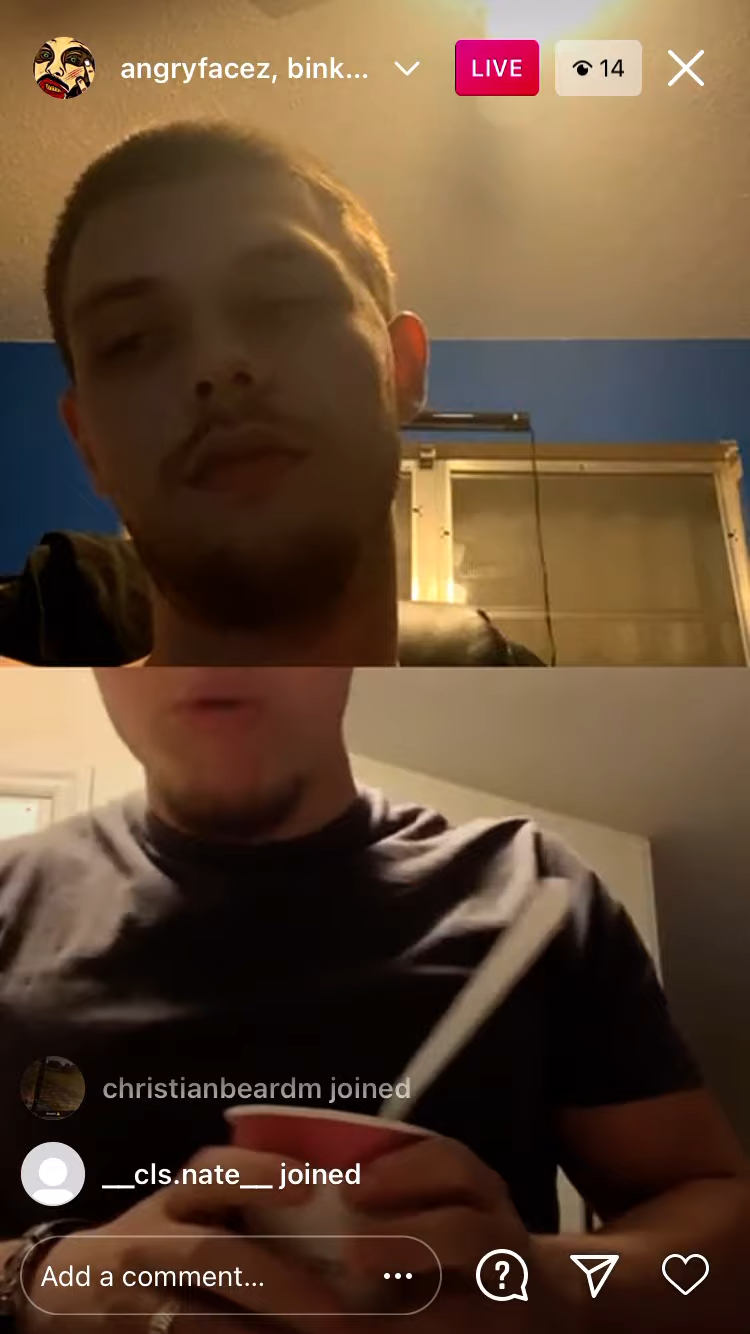 angryfacez, bink...
LIVE
14
christianbeardm joined
__cls.nate__ joined
Add a comment...